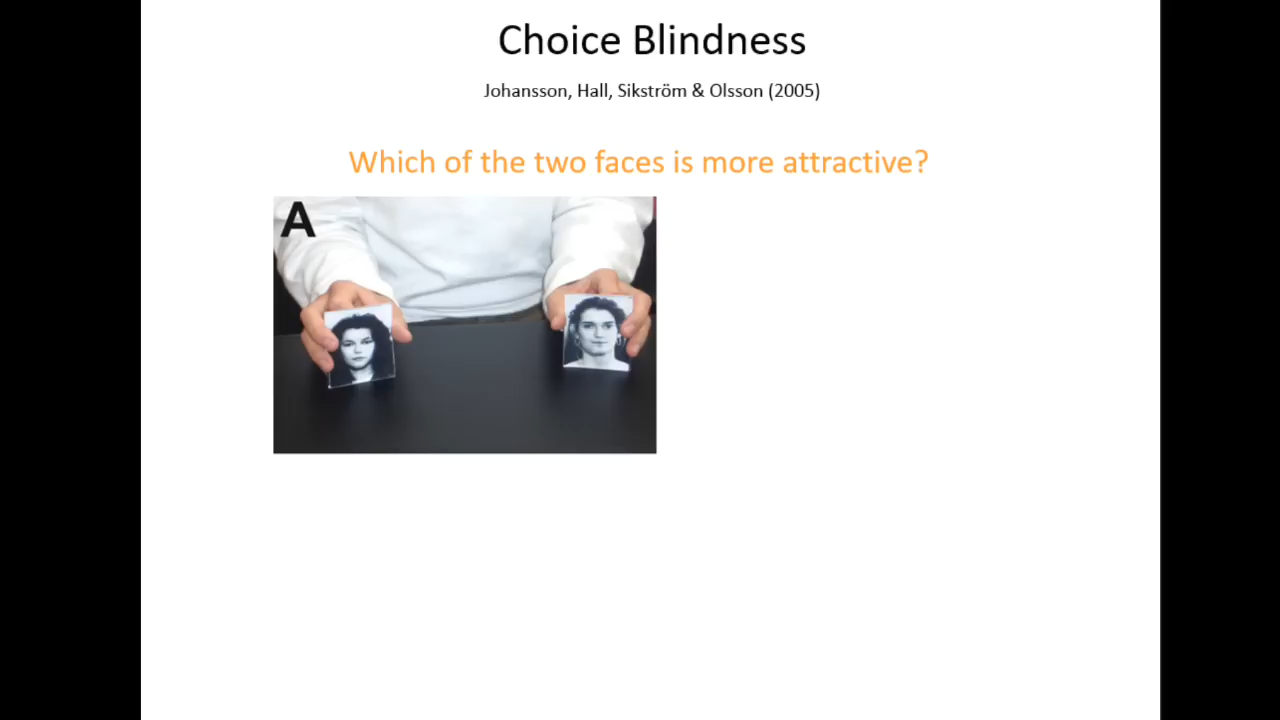 Choice Blindness
Johansson, Hall, Sikström & Olsson (2005)
Which of the two faces is more attractive?
A